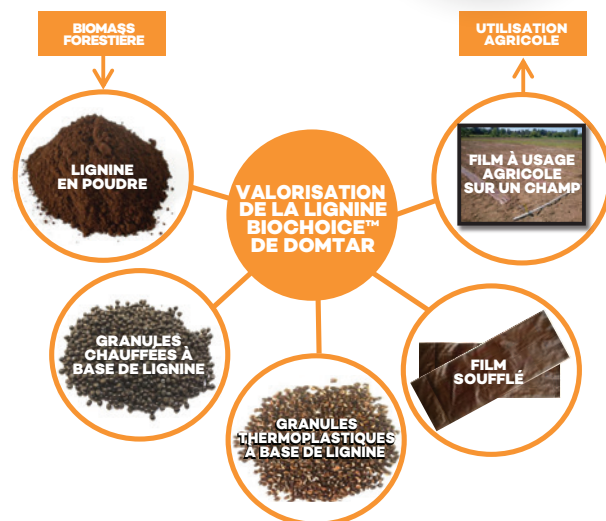 BIOMASS
FORESTIÈRE
UTILISATION
AGRICOLE
LIGNINE
EN POUDRE
VALORISATION
DE LA LIGNINE
BIOCHOICE™
DE DOMTAR
FILM À USAGE
AGRICOLE
SUR UN CHAMP
GRANULES
CHAUFFÉES À
BASE DE LIGNINE
GRANULES
THERMOPLASTIQUES
À BASE DE LIGNINE
FILM
SOUFFLÉ